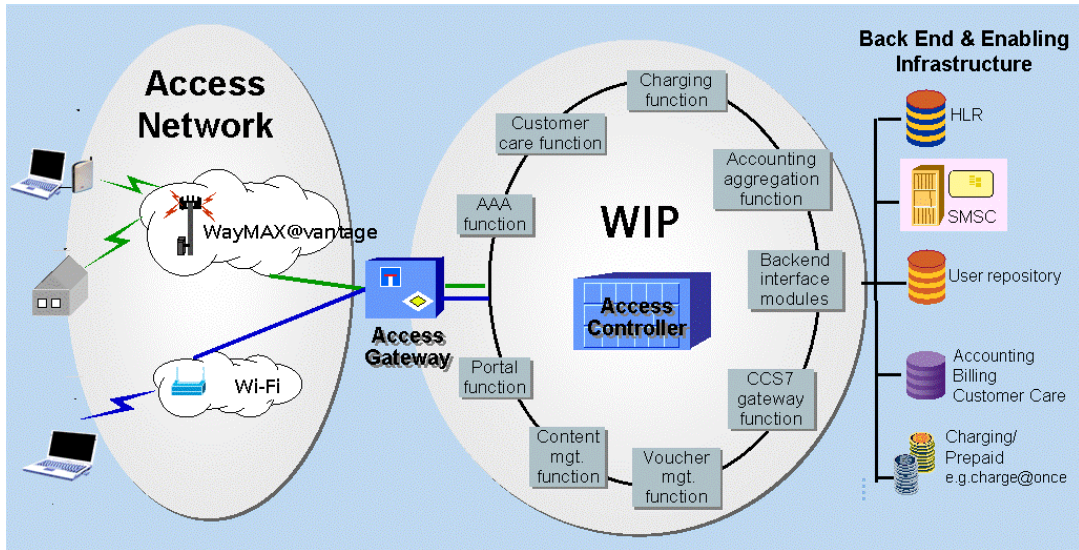 Access
Network
WayMAX@vantage
Wi-Fi
Access
Gateway
WIP
Access
Controller
Charging
function
Customer
care function
Accounting
aggregation
function
AAA
function
Backend
interface
modules
Portal
function
CCS7
gateway
function
Content
mgt.
function
Voucher
mgt.
function
Back End & Enabling
Infrastructure
HLR
SMSC
User repository
Accounting
Billing
Customer Care
Charging/
Prepaid
e.g.charge@once